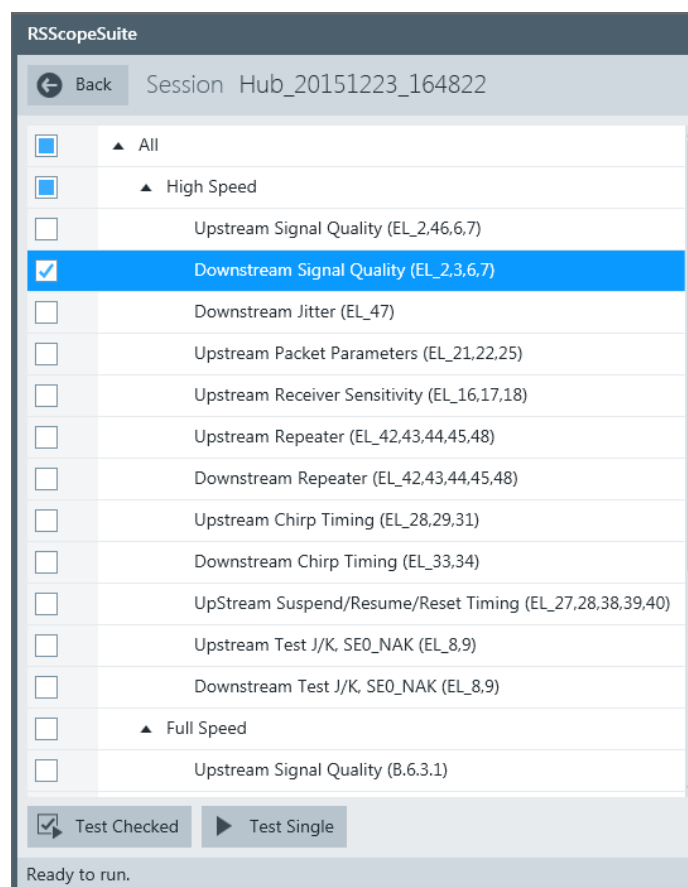 RSScopeSuite
Back Session Hub_20151223_164822
All
High Speed
Upstream Signal Quality (EL_2,46,6,7)
Downstream Signal Quality (EL_2,3,6,7)
Downstream Jitter (EL_47)
Upstream Packet Parameters (EL_21,22,25)
Upstream Receiver Sensitivity (EL_16,17,18)
Upstream Repeater (EL_42,43,44,45,48)
Downstream Repeater (EL_42,43,44,45,48)
Upstream Chirp Timing (EL_28,29,31)
Downstream Chirp Timing (EL_33,34)
UpStream Suspend/Resume/Reset Timing (EL_27,28,38,39,40)
Upstream Test J/K, SE0_NAK (EL_8,9)
Downstream Test J/K, SE0_NAK (EL_8,9)
Full Speed
Upstream Signal Quality (B.6.3.1)
Test Checked Test Single
Ready to run.